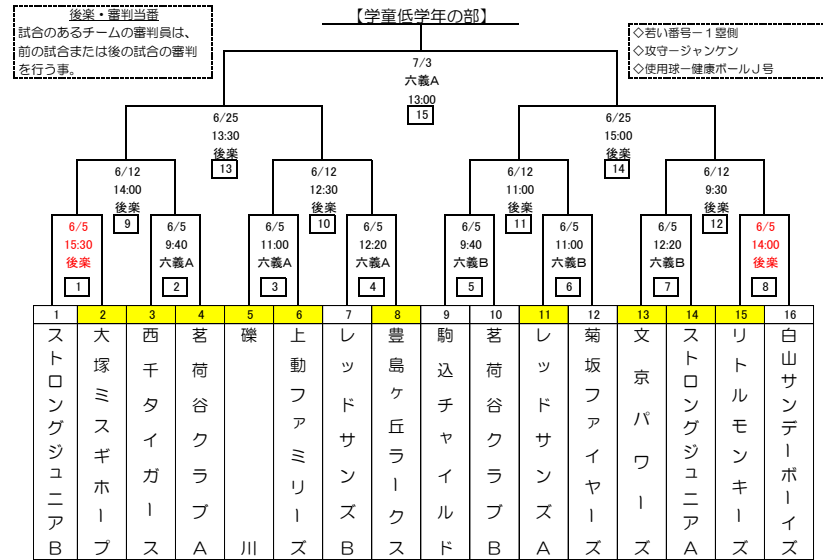 後楽・審判当番
試合のあるチームの審判員は、
前の試合または後の試合の審判
を行う事。
【学童低学年の部】
◇若い番号－１塁側
◇攻守－ジャンケン
◇使用球－健康ボールＪ号
7/3
六義A
13:00
15
6/25
13:30
後楽
13
6/25
15:00
後楽
14
6/12
14:00
後楽
9
6/12
12:30
後楽
10
6/12
11:00
後楽
11
6/12
9:30
後楽
12
6/5
15:30
後楽
1
6/5
9:40
六義A
2
6/5
11:00
六義A
3
6/5
12:20
六義A
4
6/5
9:40
六義B
5
6/5
11:00
六義B
6
6/5
12:20
六義B
7
6/5
14:00
後楽
8
1
ストロングジュニアB
2
大塚ミスギホープ
3
西千タイガース
4
茗荷谷クラブA
5
礫川
6
上動ファミリーズ
7
レッドサンズB
8
豊島ヶ丘ラークス
9
駒込チャイルド
10
茗荷谷クラブB
11
レッドサンズA
12
菊坂ファイヤーズ
13
文京パワーズ
14
ストロングジュニアA
15
リトルモンキーズ
16
白山サンデーボーイズ